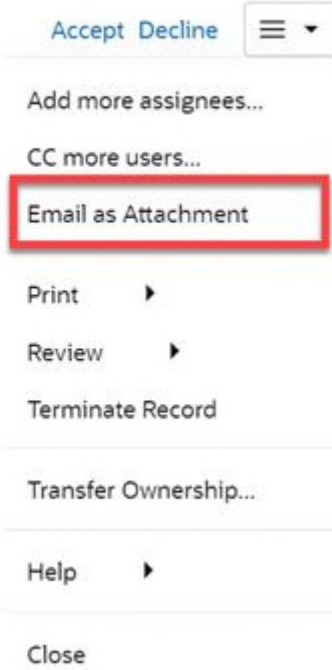 Accept Decline
Add more assignees...
CC more users...
Email as Attachment
Print
Review
Terminate Record
Transfer Ownership...
Help
Close